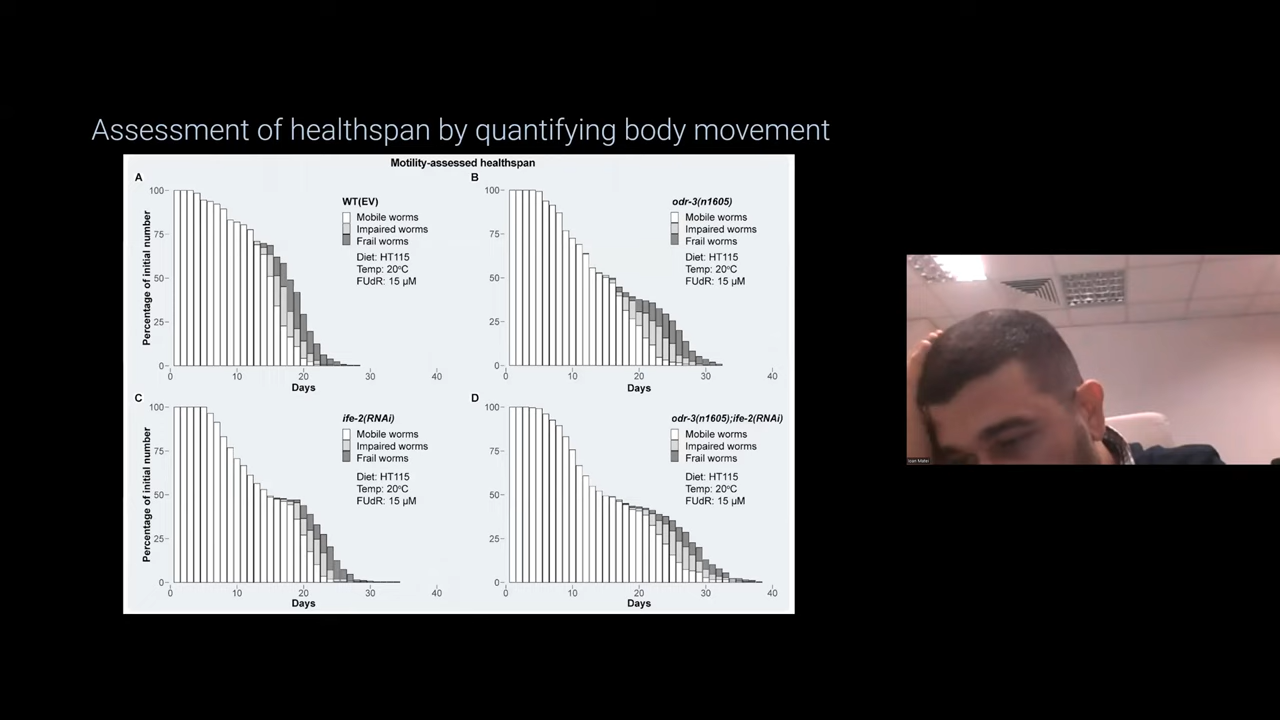 Assessment of healthspan by quantifying body movement
Motility-assessed healthspan
A
WT(EV)
Mobile worms
Impaired worms
Frail worms
Diet: HT115
Temp: 20°C
FUdR: 15 µM
Percentage of initial number
100
75
50
25
0
0 10 20 30 40
Days
B
odr-3(n1605)
Mobile worms
Impaired worms
Frail worms
Diet: HT115
Temp: 20°C
FUdR: 15 µM
100
75
50
25
0
0 10 20 30 40
Days
C
ife-2(RNAi)
Mobile worms
Impaired worms
Frail worms
Diet: HT115
Temp: 20°C
FUdR: 15 µM
Percentage of initial number
100
75
50
25
0
0 10 20 30 40
Days
D
odr-3(n1605);ife-2(RNAi)
Mobile worms
Impaired worms
Frail worms
Diet: HT115
Temp: 20°C
FUdR: 15 µM
100
75
50
25
0
0 10 20 30 40
Days